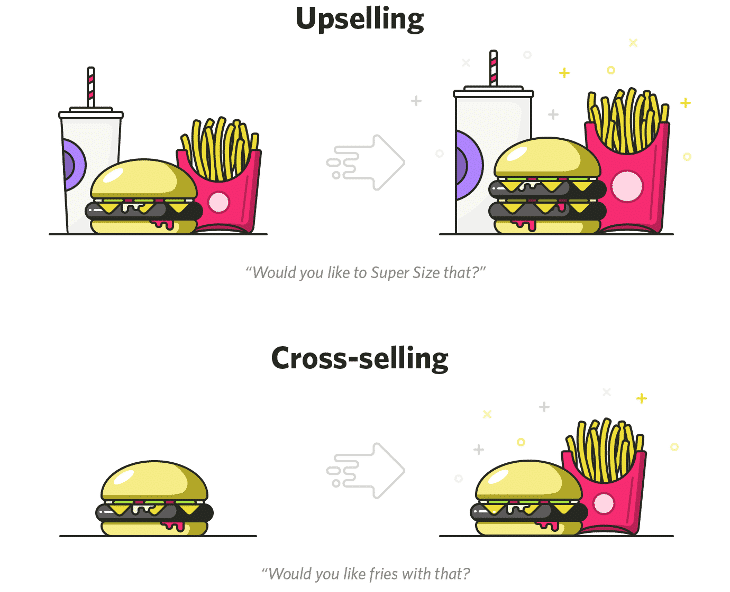 Upselling
“Would you like to Super Size that?”
Cross-selling
“Would you like fries with that?